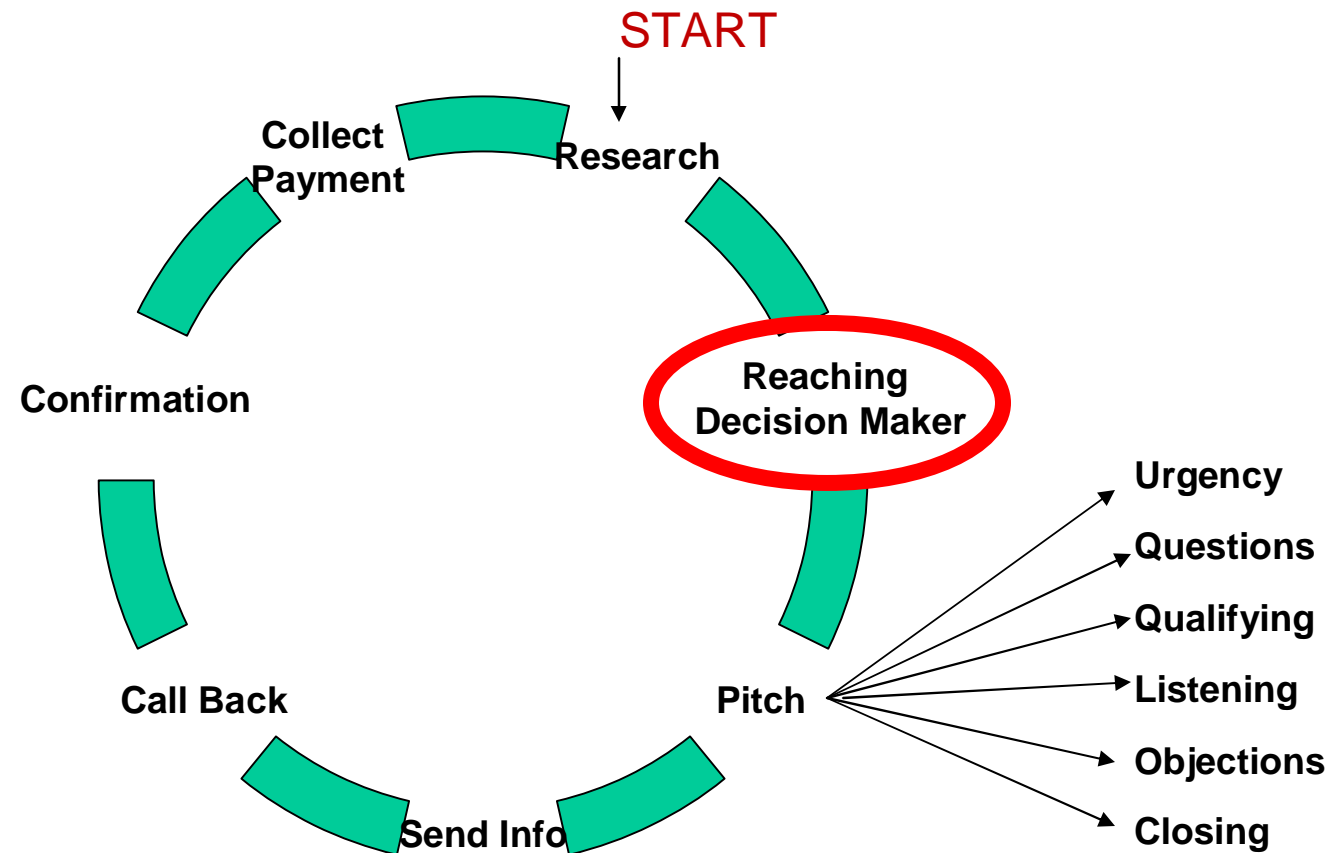 START
Research
Reaching
Decision Maker
Pitch
Urgency
Questions
Qualifying
Listening
Objections
Closing
Send Info
Call Back
Confirmation
Collect
Payment